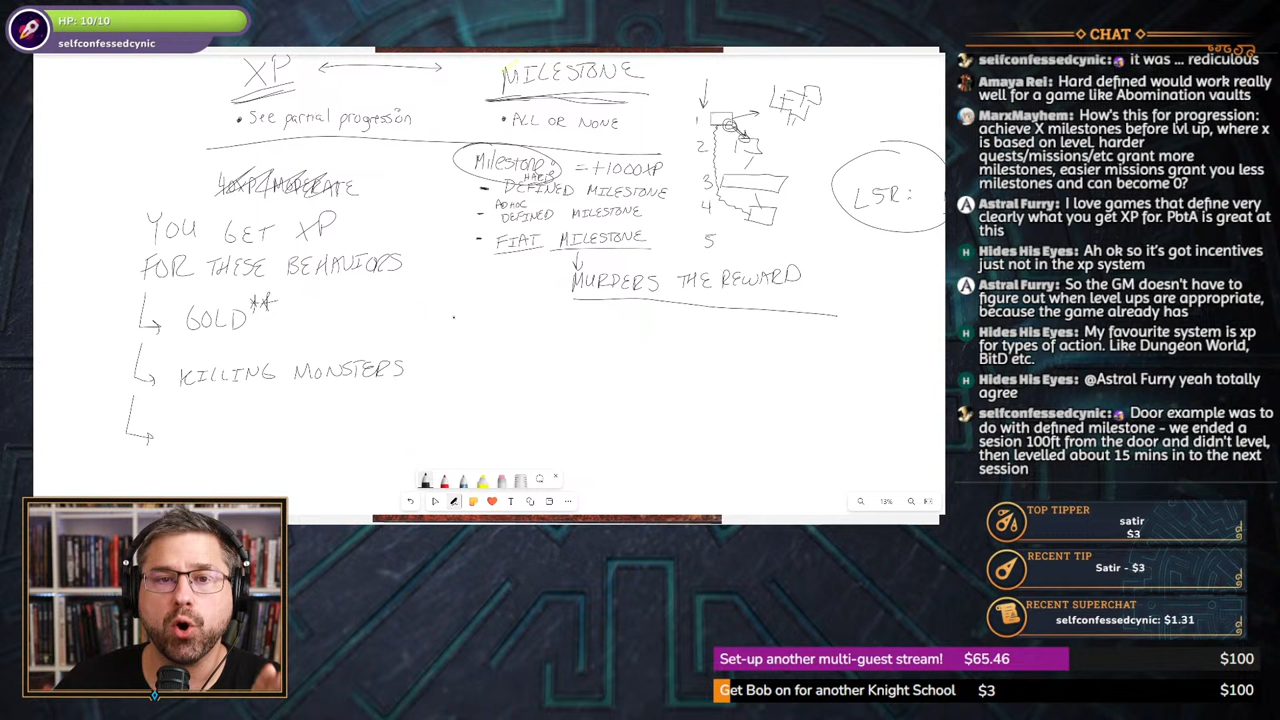 HP: 10/10
selfconfessedcynic
XP
MILESTONE
• See partial progression
• ALL OR NONE
Milestone: = +1000XP
HARD
- DEFINED MILESTONE
AD HOC
- DEFINED MILESTONE
- FIAT MILESTONE
MURDERS THE REWARD
1
2
3
4
5
LSR:
YOU GET XP
FOR THESE BEHAVIORS
GOLD**
KILLING MONSTERS
13%
CHAT
selfconfessedcynic: it was ... rediculous
Amaya Rei: Hard defined would work really
well for a game like Abomination vaults
MarxMayhem: How's this for progression:
achieve X milestones before lvl up, where x
is based on level. harder
quests/missions/etc grant more
milestones, easier missions grant you less
milestones and can become 0?
Astral Furry: I love games that define very
clearly what you get XP for. PbtA is great at
this
Hides His Eyes: Ah ok so it's got incentives
just not in the xp system
Astral Furry: So the GM doesn't have to
figure out when level ups are appropriate,
because the game already has
Hides His Eyes: My favourite system is xp
for types of action. Like Dungeon World,
BitD etc.
Hides His Eyes: @Astral Furry yeah totally
agree
selfconfessedcynic: Door example was to
do with defined milestone - we ended a
sesion 100ft from the door and didn't level,
then levelled about 15 mins in to the next
session
TOP TIPPER
satir
$3
RECENT TIP
Satir - $3
RECENT SUPERCHAT
selfconfessedcynic: $1.31
Set-up another multi-guest stream! $65.46 $100
Get Bob on for another Knight School $3 $100